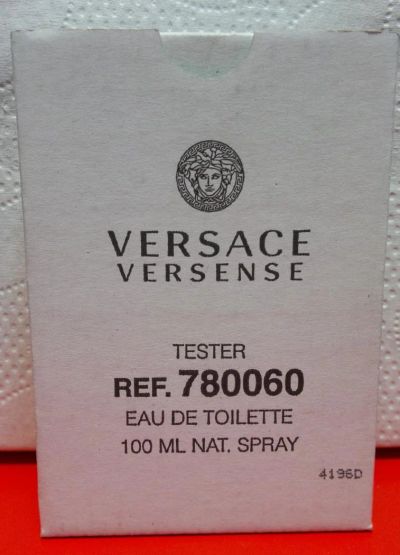 VERSACE
VERSENSE
TESTER
REF. 780060
EAU DE TOILETTE
100 ML NAT. SPRAY
4196D